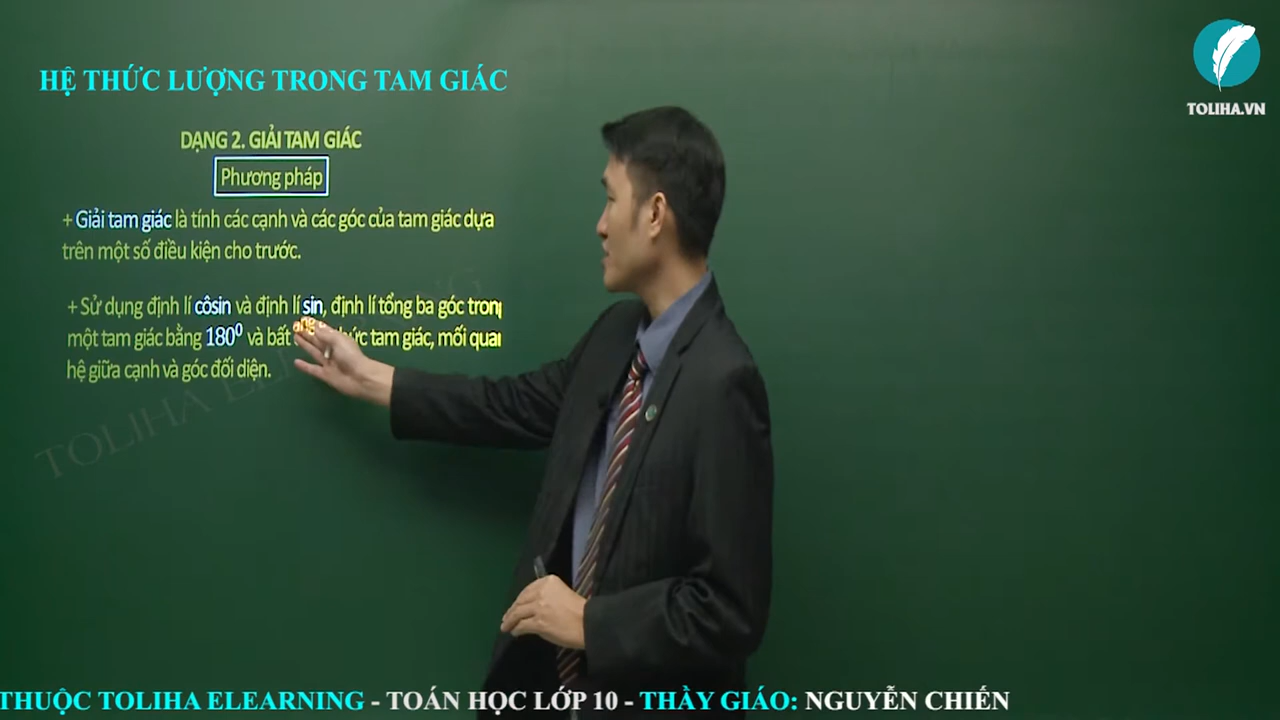 HỆ THỨC LƯỢNG TRONG TAM GIÁC
TOLIHA.VN
DẠNG 2. GIẢI TAM GIÁC
Phương pháp
+ Giải tam giác là tính các cạnh và các góc của tam giác dựa
trên một số điều kiện cho trước.
+ Sử dụng định lí côsin và định lí sin, định lí tổng ba góc trong
một tam giác bằng 180⁰ và bất thức tam giác, mối quan
hệ giữa cạnh và góc đối diện.
TOLIHA ELEARNING
THUỘC TOLIHA ELEARNING - TOÁN HỌC LỚP 10 - THẦY GIÁO: NGUYỄN CHIẾN